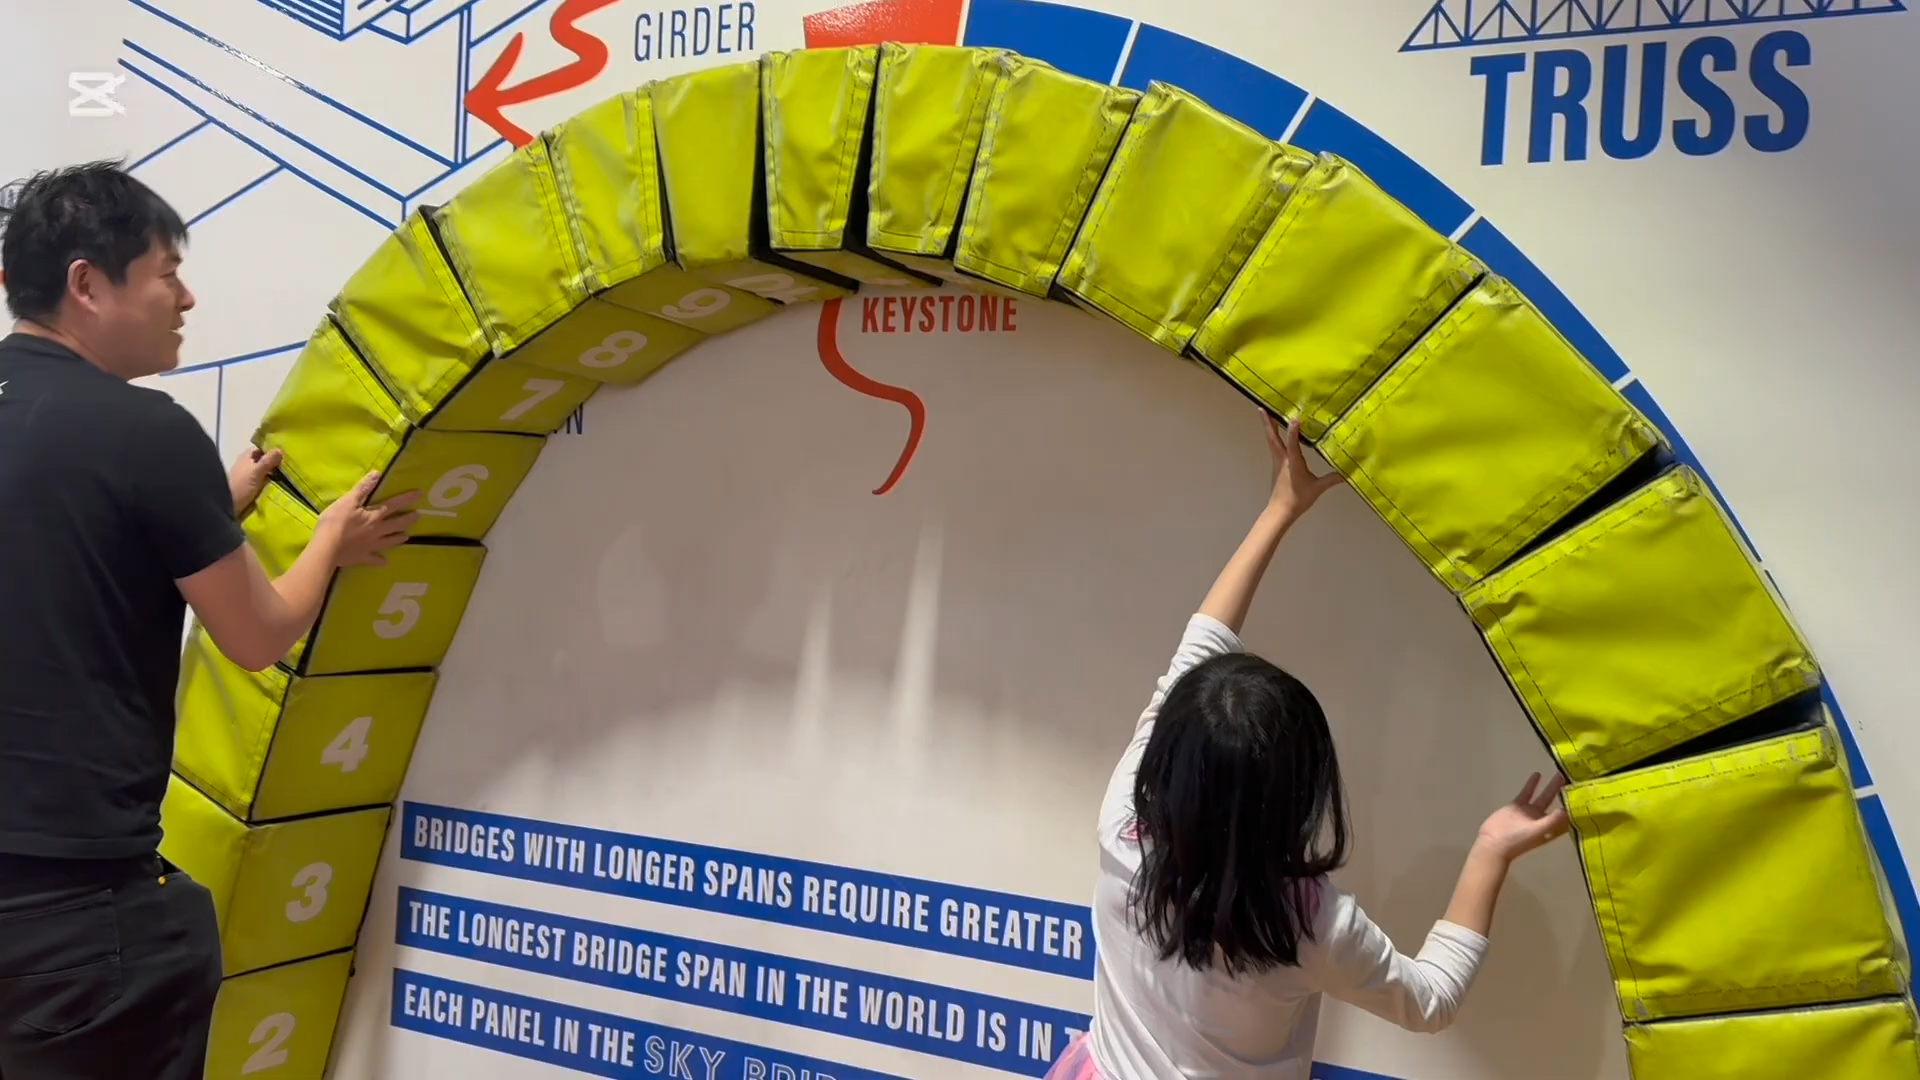 GIRDER
TRUSS
KEYSTONE
9
8
7
6
5
4
3
2
BRIDGES WITH LONGER SPANS REQUIRE GREATER
THE LONGEST BRIDGE SPAN IN THE WORLD IS IN
EACH PANEL IN THE SKY